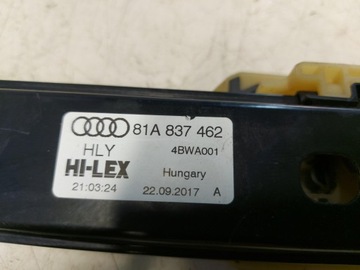 81A 837 462
HLY 4BWA001
HI-LEX Hungary
21:03:24 22.09.2017 A